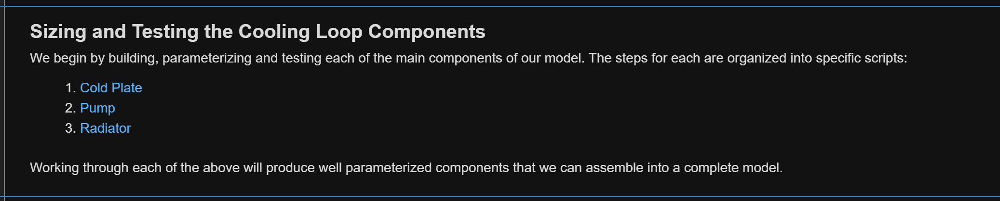 Sizing and Testing the Cooling Loop Components
We begin by building, parameterizing and testing each of the main components of our model. The steps for each are organized into specific scripts:
1. Cold Plate
2. Pump
3. Radiator
Working through each of the above will produce well parameterized components that we can assemble into a complete model.